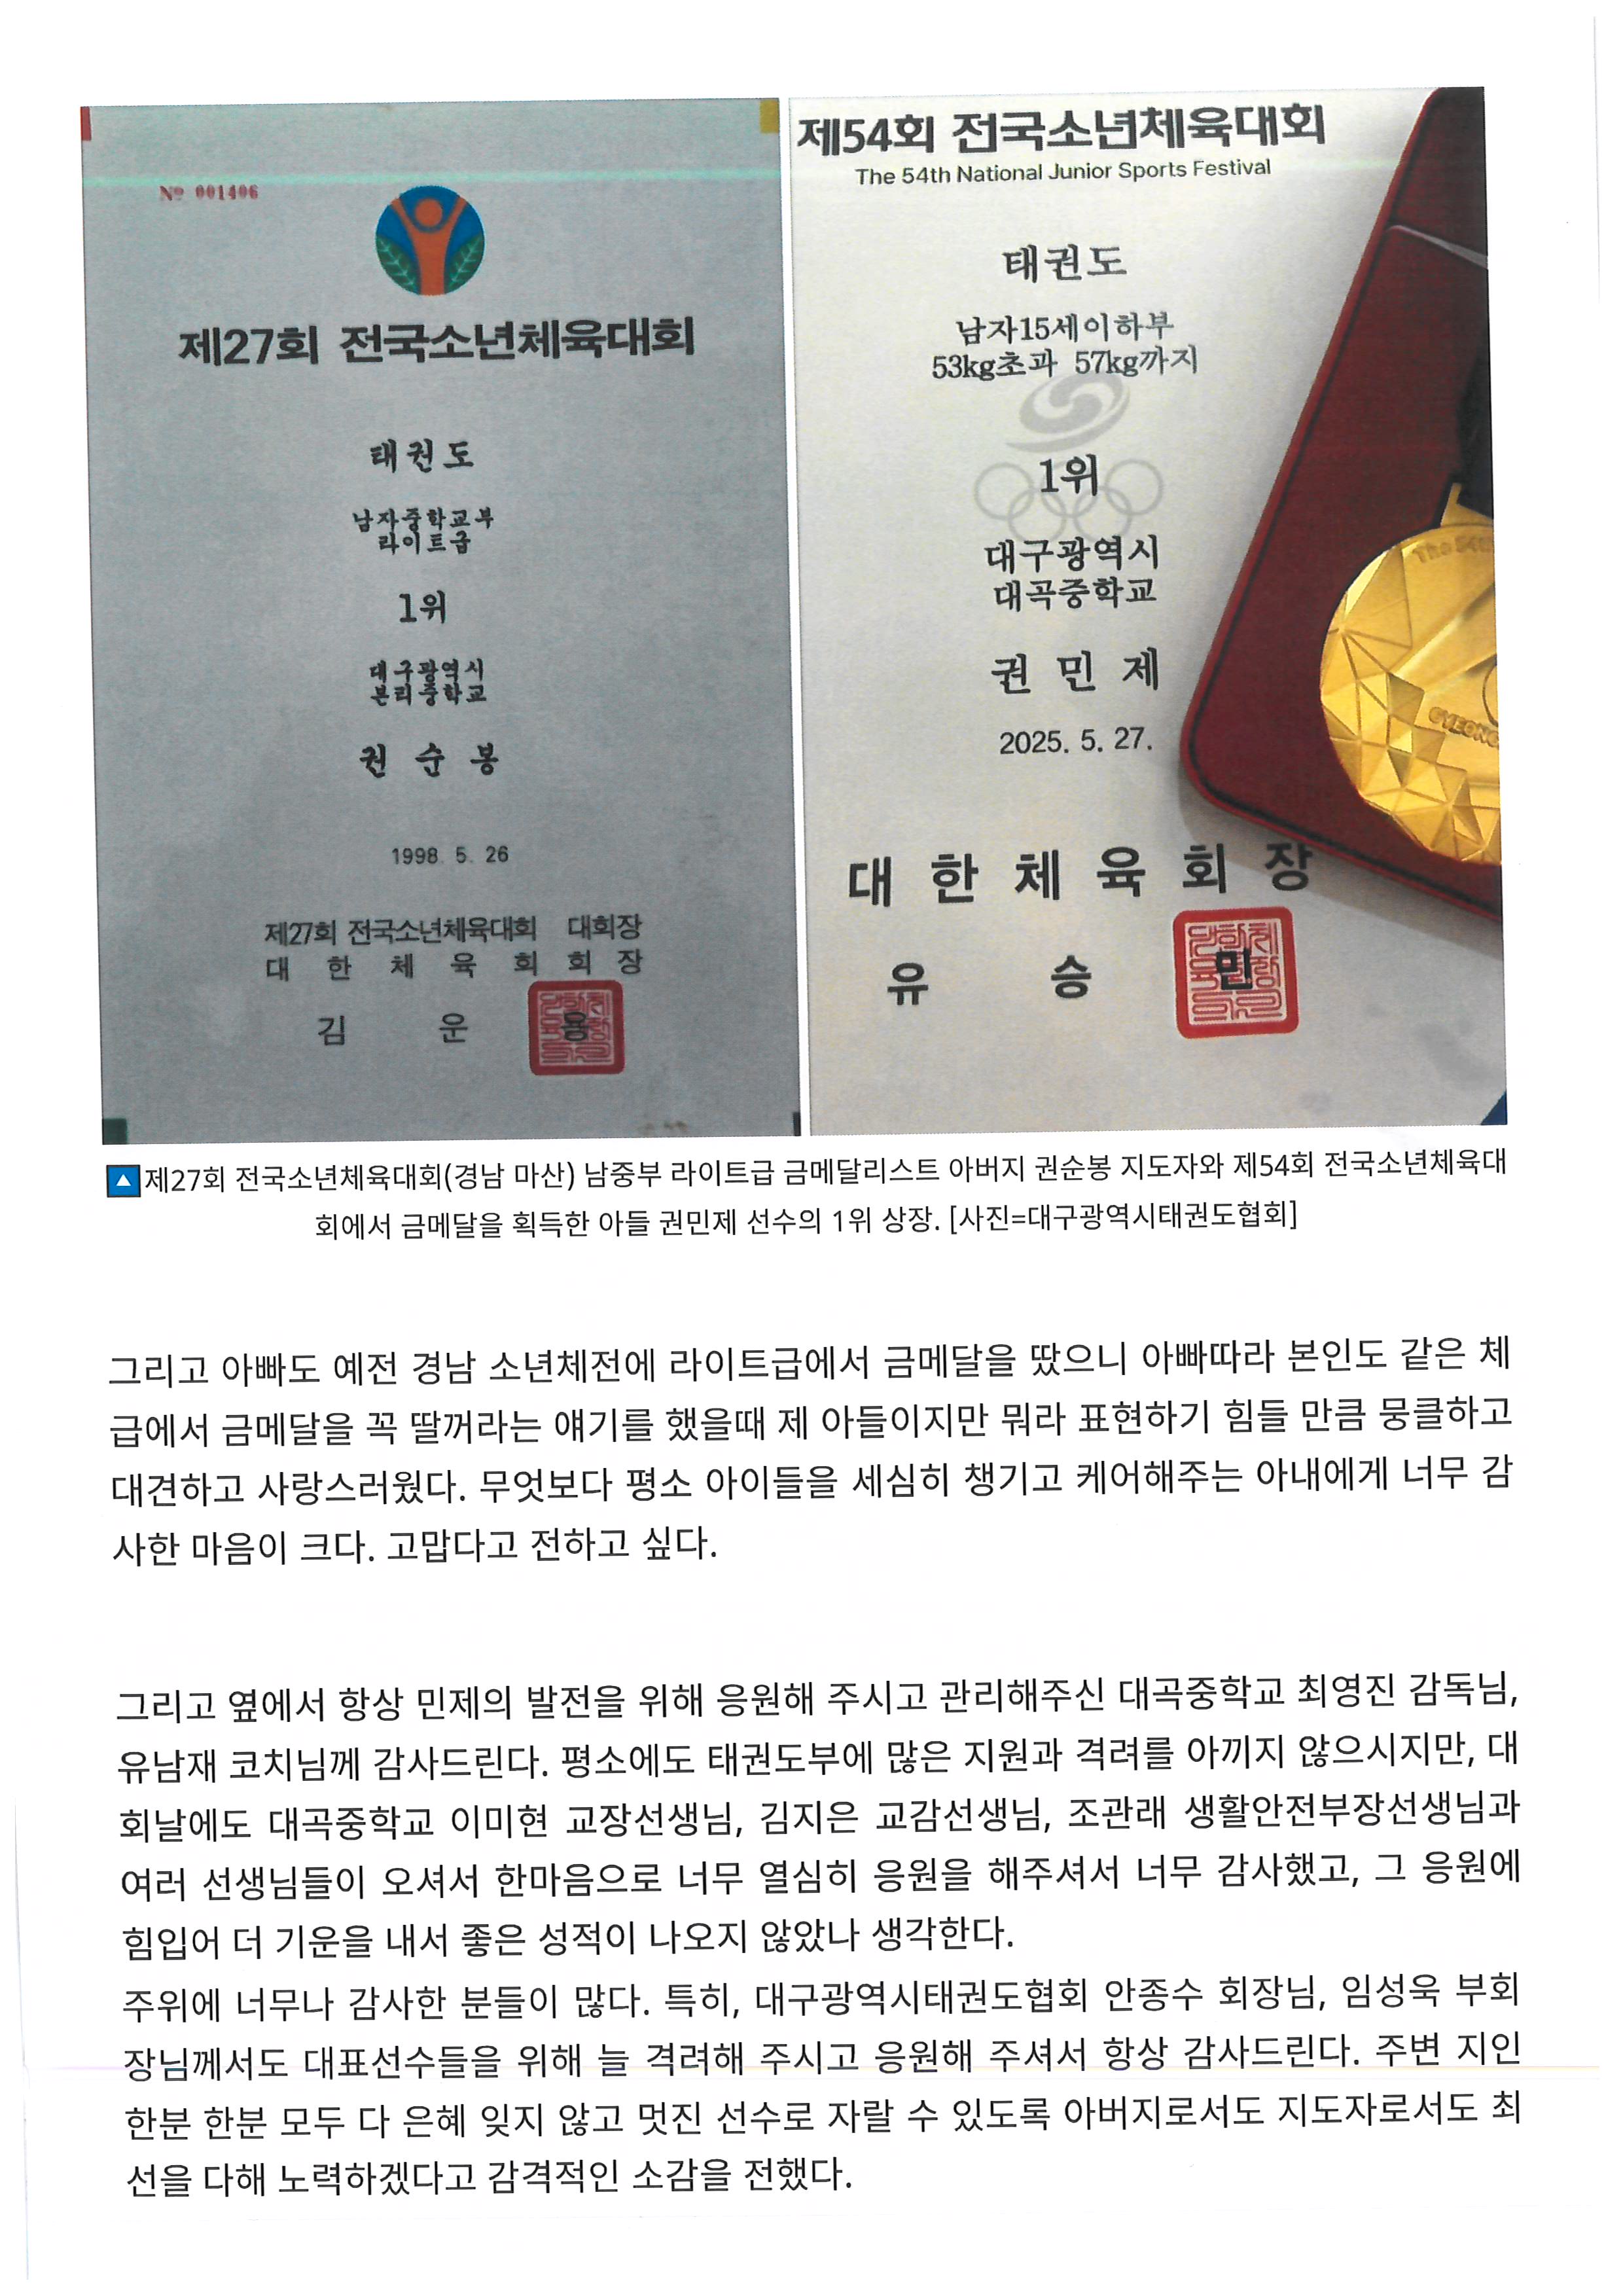 № 001406
제27회 전국소년체육대회
태권도
남자중학교부
라이트급
1위
대구광역시
본리중학교
권 순 봉
1998. 5. 26
제27회 전국소년체육대회 대회장
대 한 체 육 회 회 장
김 운 용
제54회 전국소년체육대회
The 54th National Junior Sports Festival
태권도
남자15세이하부
53kg초과 57kg까지
1위
대구광역시
대곡중학교
권 민 제
2025. 5. 27.
대 한 체 육 회 장
유 승 민
The 54
GYEONG
▲제27회 전국소년체육대회(경남 마산) 남중부 라이트급 금메달리스트 아버지 권순봉 지도자와 제54회 전국소년체육대
회에서 금메달을 획득한 아들 권민제 선수의 1위 상장. [사진=대구광역시태권도협회]
그리고 아빠도 예전 경남 소년체전에 라이트급에서 금메달을 땄으니 아빠따라 본인도 같은 체
급에서 금메달을 꼭 딸꺼라는 얘기를 했을때 제 아들이지만 뭐라 표현하기 힘들 만큼 뭉클하고
대견하고 사랑스러웠다. 무엇보다 평소 아이들을 세심히 챙기고 케어해주는 아내에게 너무 감
사한 마음이 크다. 고맙다고 전하고 싶다.
그리고 옆에서 항상 민제의 발전을 위해 응원해 주시고 관리해주신 대곡중학교 최영진 감독님,
유남재 코치님께 감사드린다. 평소에도 태권도부에 많은 지원과 격려를 아끼지 않으시지만, 대
회날에도 대곡중학교 이미현 교장선생님, 김지은 교감선생님, 조관래 생활안전부장선생님과
여러 선생님들이 오셔서 한마음으로 너무 열심히 응원을 해주셔서 너무 감사했고, 그 응원에
힘입어 더 기운을 내서 좋은 성적이 나오지 않았나 생각한다.
주위에 너무나 감사한 분들이 많다. 특히, 대구광역시태권도협회 안종수 회장님, 임성욱 부회
장님께서도 대표선수들을 위해 늘 격려해 주시고 응원해 주셔서 항상 감사드린다. 주변 지인
한분 한분 모두 다 은혜 잊지 않고 멋진 선수로 자랄 수 있도록 아버지로서도 지도자로서도 최
선을 다해 노력하겠다고 감격적인 소감을 전했다.